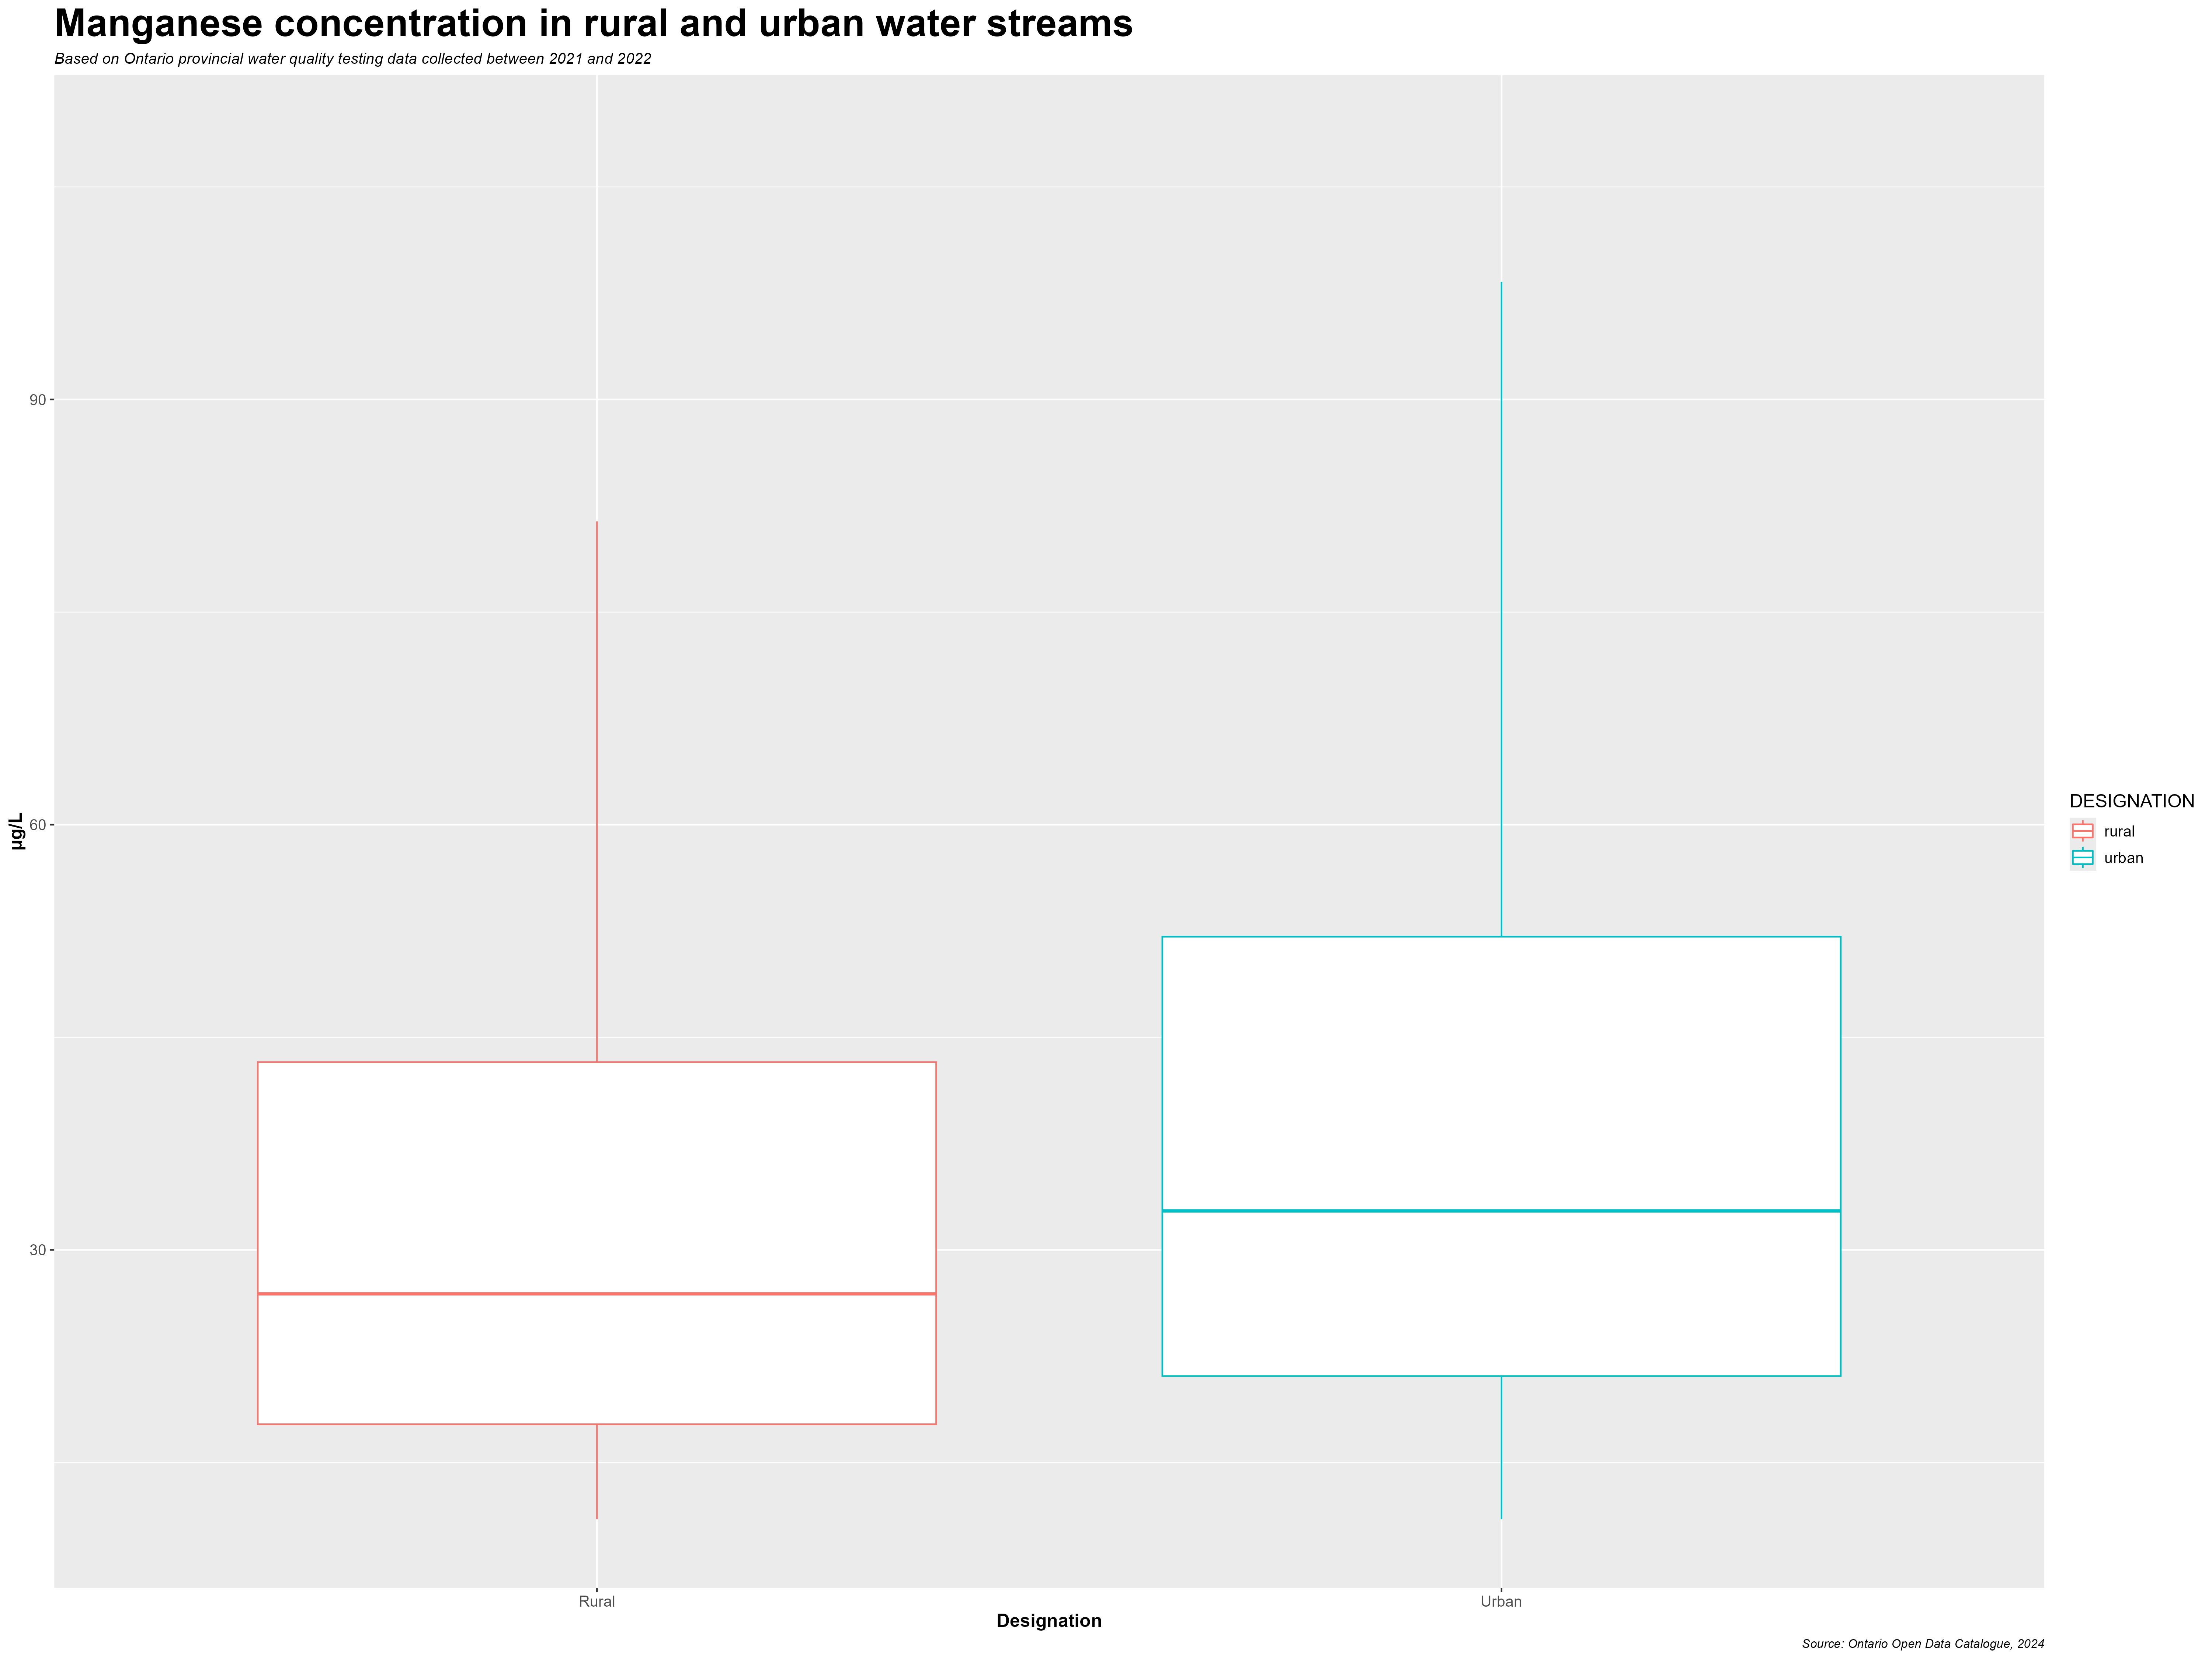 Manganese concentration in rural and urban water streams
Based on Ontario provincial water quality testing data collected between 2021 and 2022
90
60
30
µg/L
Rural
Urban
Designation
DESIGNATION
rural
urban
Source: Ontario Open Data Catalogue, 2024